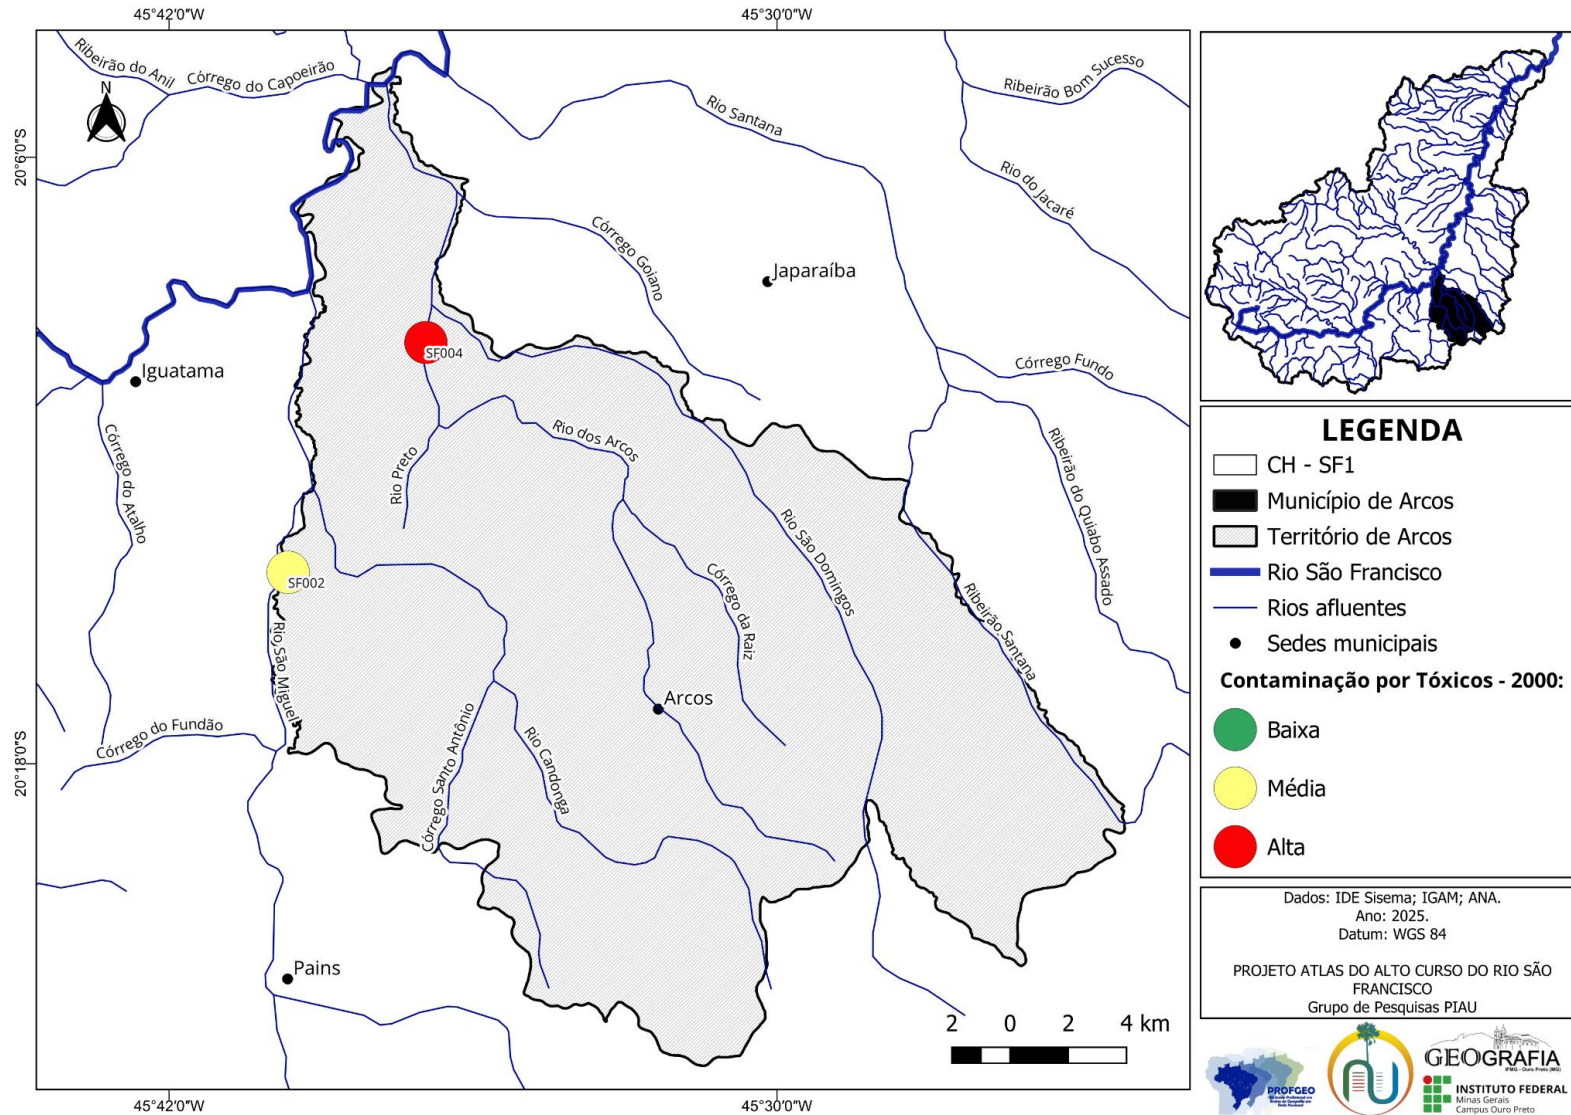 45°42'0"W
45°30'0"W
Ribeirão do Anil
Córrego do Capoeirão
Ribeirão Bom Sucesso
N
Rio Santana
20°6'0"S
Rio do Jacaré
Córrego Goiano
Japaraíba
SF004
Iguatama
Córrego Fundo
Rio dos Arcos
Rio Preto
Córrego do Atalho
Ribeirão do Quiabo Assado
Rio São Domingos
SF002
Córrego da Raiz
Ribeirão Santana
Rio São Miguel
Arcos
Córrego do Fundão
Córrego Santo Antônio
Rio Candonga
20°18'0"S
Pains
2 0 2 4 km
45°42'0"W
45°30'0"W
LEGENDA
CH - SF1
Município de Arcos
Território de Arcos
Rio São Francisco
Rios afluentes
Sedes municipais
Contaminação por Tóxicos - 2000:
Baixa
Média
Alta
Dados: IDE Sisema; IGAM; ANA.
Ano: 2025.
Datum: WGS 84
PROJETO ATLAS DO ALTO CURSO DO RIO SÃO
FRANCISCO
Grupo de Pesquisas PIAU
PROFGEO
GEOGRAFIA
IFMG - Ouro Preto (MG)
INSTITUTO FEDERAL
Minas Gerais
Campus Ouro Preto